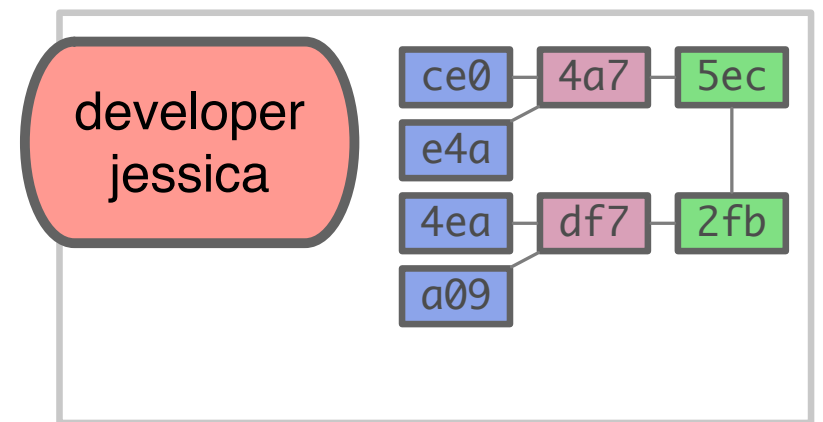 developer
jessica
ce0 4a7 5ec
e4a
4ea df7 2fb
a09